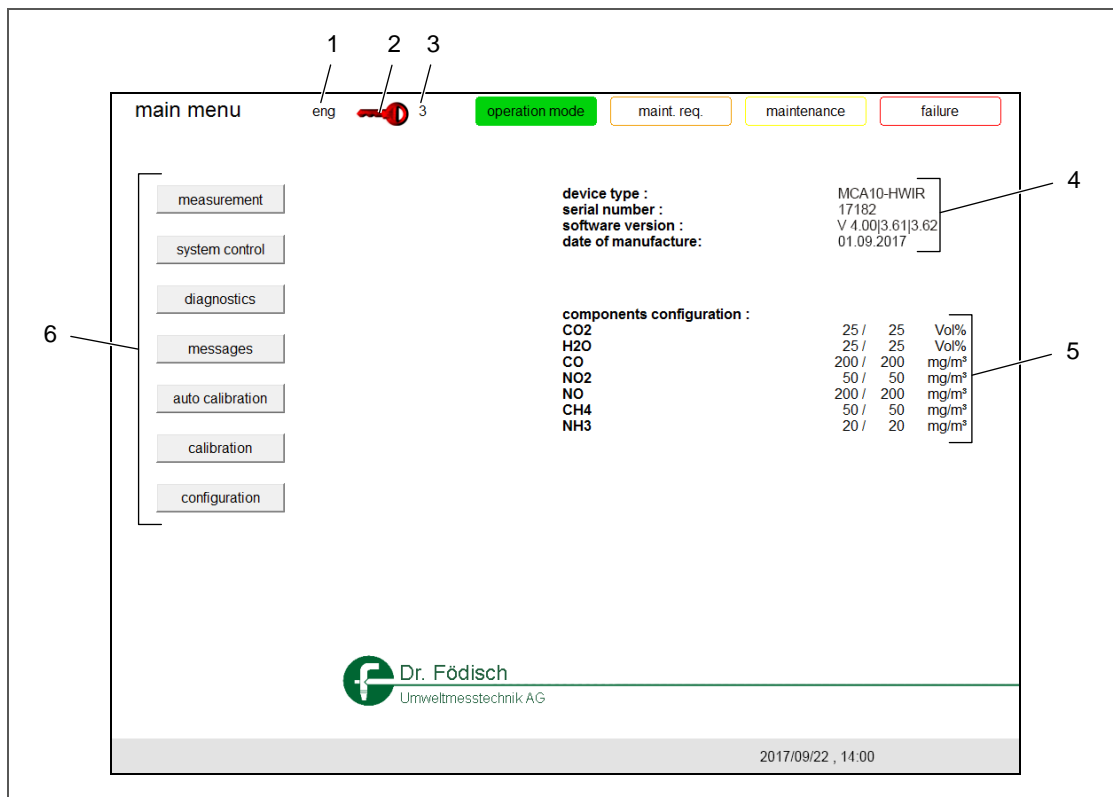 1 2 3
main menu eng 3 operation mode maint. req. maintenance failure
measurement
system control
diagnostics
messages
auto calibration
calibration
configuration
6
device type : MCA10-HWIR
serial number : 17182
software version : V 4.00|3.61|3.62
date of manufacture: 01.09.2017
4
components configuration :
CO2 25 / 25 Vol%
H2O 25 / 25 Vol%
CO 200 / 200 mg/m³
NO2 50 / 50 mg/m³
NO 200 / 200 mg/m³
CH4 50 / 50 mg/m³
NH3 20 / 20 mg/m³
5
Dr. Födisch
Umweltmesstechnik AG
2017/09/22 , 14:00